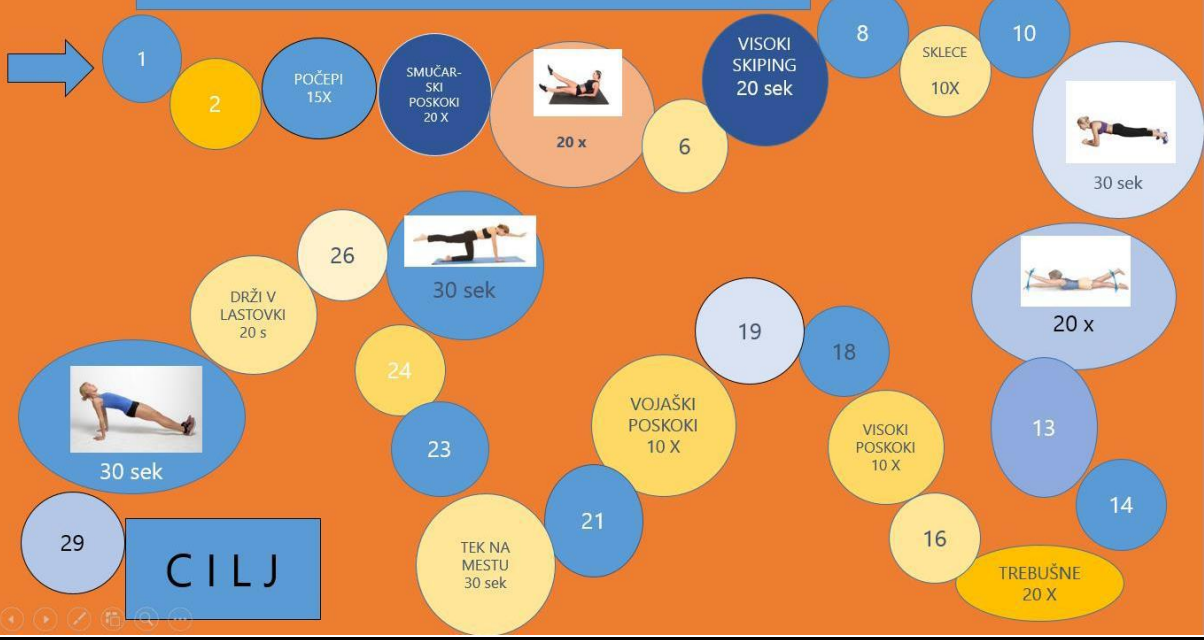 1
2
POČEPI
15X
SMUČAR-
SKI
POSKOKI
20 X
20 x
6
VISOKI
SKIPING
20 sek
8
SKLECE
10X
10
30 sek
20 x
13
14
TREBUŠNE
20 X
16
VISOKI
POSKOKI
10 X
18
19
VOJAŠKI
POSKOKI
10 X
21
TEK NA
MESTU
30 sek
23
24
30 sek
26
DRŽI V
LASTOVKI
20 s
30 sek
29
C I L J